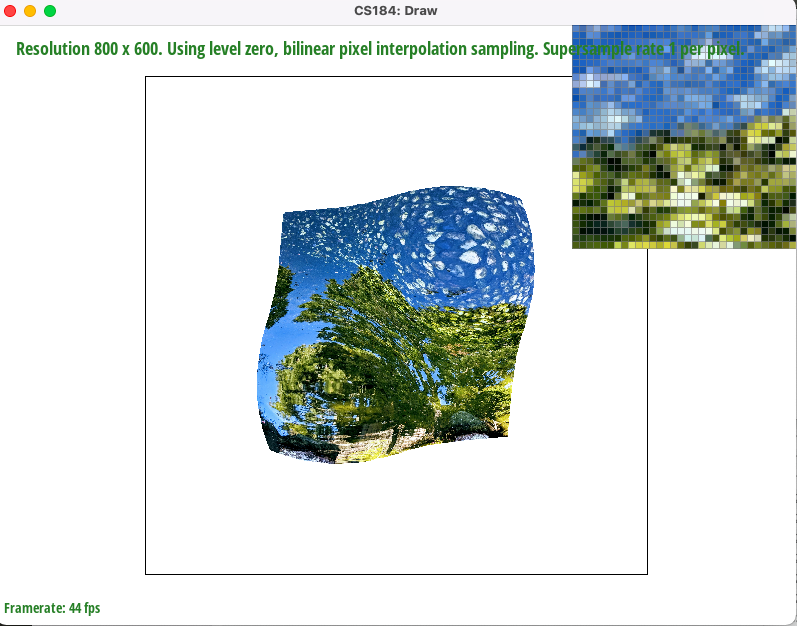 CS184: Draw
Resolution 800 x 600. Using level zero, bilinear pixel interpolation sampling. Supersample rate 1 per pixel.
Framerate: 44 fps